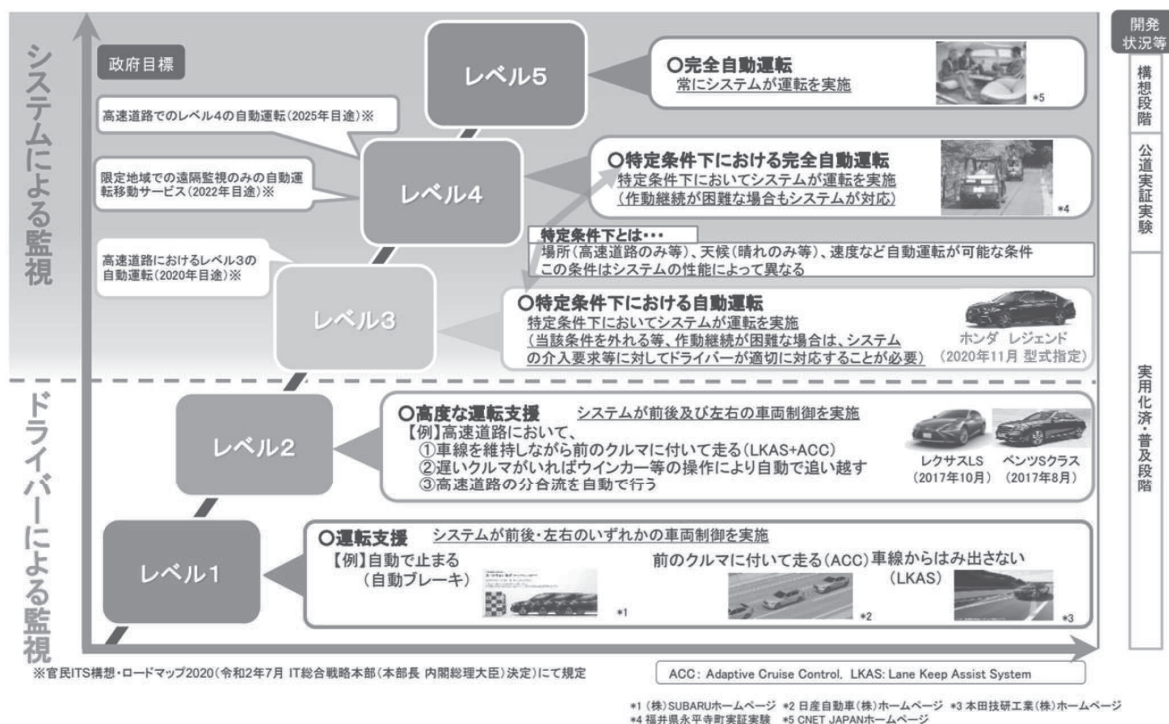 システムによる監視
ドライバーによる監視
政府目標
開発
状況等
レベル5
〇完全自動運転
常にシステムが運転を実施
*5
構想段階
高速道路でのレベル4の自動運転(2025年目途)※
限定地域での遠隔監視のみの自動運
転移動サービス(2022年目途)※
レベル4
〇特定条件下における完全自動運転
特定条件下においてシステムが運転を実施
(作動継続が困難な場合もシステムが対応)
*4
公道実証実験
特定条件下とは・・・
場所(高速道路のみ等)、天候(晴れのみ等)、速度など自動運転が可能な条件
この条件はシステムの性能によって異なる
高速道路におけるレベル3の
自動運転(2020年目途)※
レベル3
〇特定条件下における自動運転
特定条件下においてシステムが運転を実施
(当該条件を外れる等、作動継続が困難な場合は、システム
の介入要求等に対してドライバーが適切に対応することが必要)
ホンダ レジェンド
(2020年11月 型式指定)
実用化済・普及段階
レベル2
〇高度な運転支援 システムが前後及び左右の車両制御を実施
【例】高速道路において、
①車線を維持しながら前のクルマに付いて走る(LKAS+ACC)
②遅いクルマがいればウインカー等の操作により自動で追い越す
③高速道路の分合流を自動で行う
レクサスLS
(2017年10月)
ベンツSクラス
(2017年8月)
レベル1
〇運転支援 システムが前後・左右のいずれかの車両制御を実施
【例】自動で止まる
(自動ブレーキ)
*1
前のクルマに付いて走る(ACC)
*2
車線からはみ出さない
(LKAS)
*3
※官民ITS構想・ロードマップ2020(令和2年7月 IT総合戦略本部(本部長 内閣総理大臣)決定)にて規定
ACC: Adaptive Cruise Control, LKAS: Lane Keep Assist System
*1 (株)SUBARUホームページ *2 日産自動車(株)ホームページ *3 本田技研工業(株)ホームページ
*4 福井県永平寺町実証実験 *5 CNET JAPANホームページ